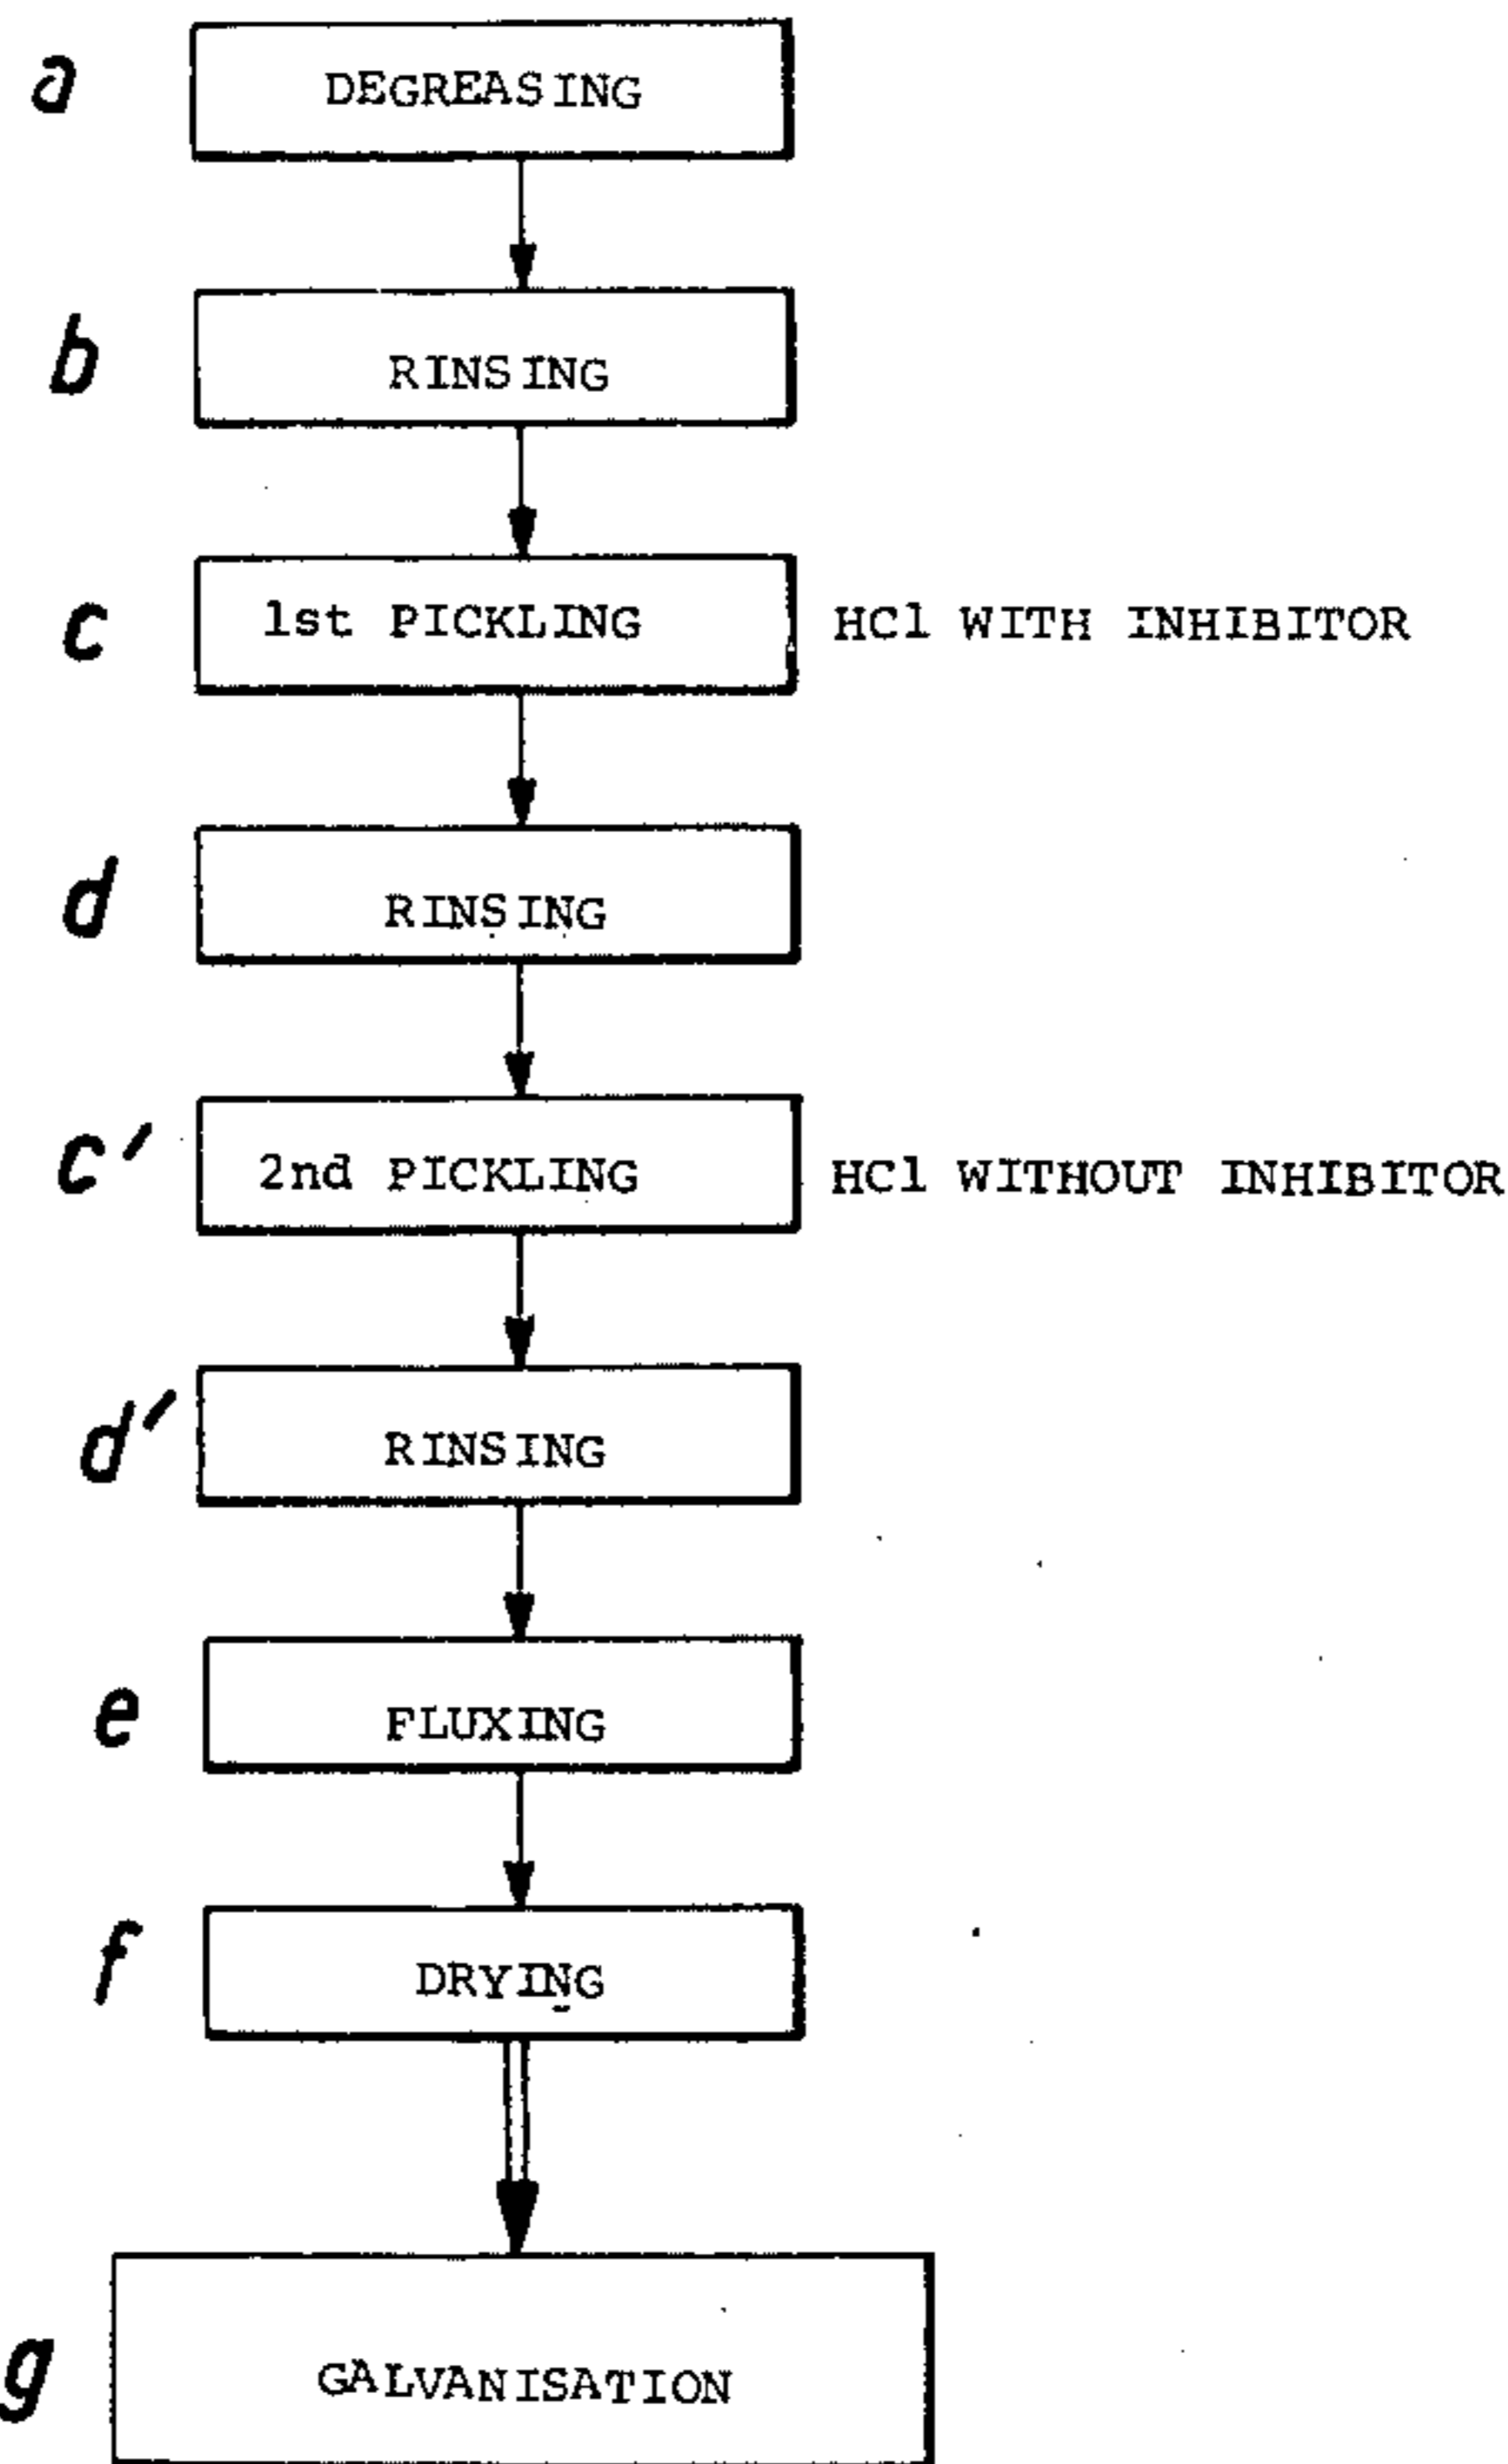 a DEGREASING
b RINSING
c 1st PICKLING HCl WITH INHIBITOR
d RINSING
c' 2nd PICKLING HCl WITHOUT INHIBITOR
d' RINSING
e FLUXING
f DRYING
g GALVANISATION